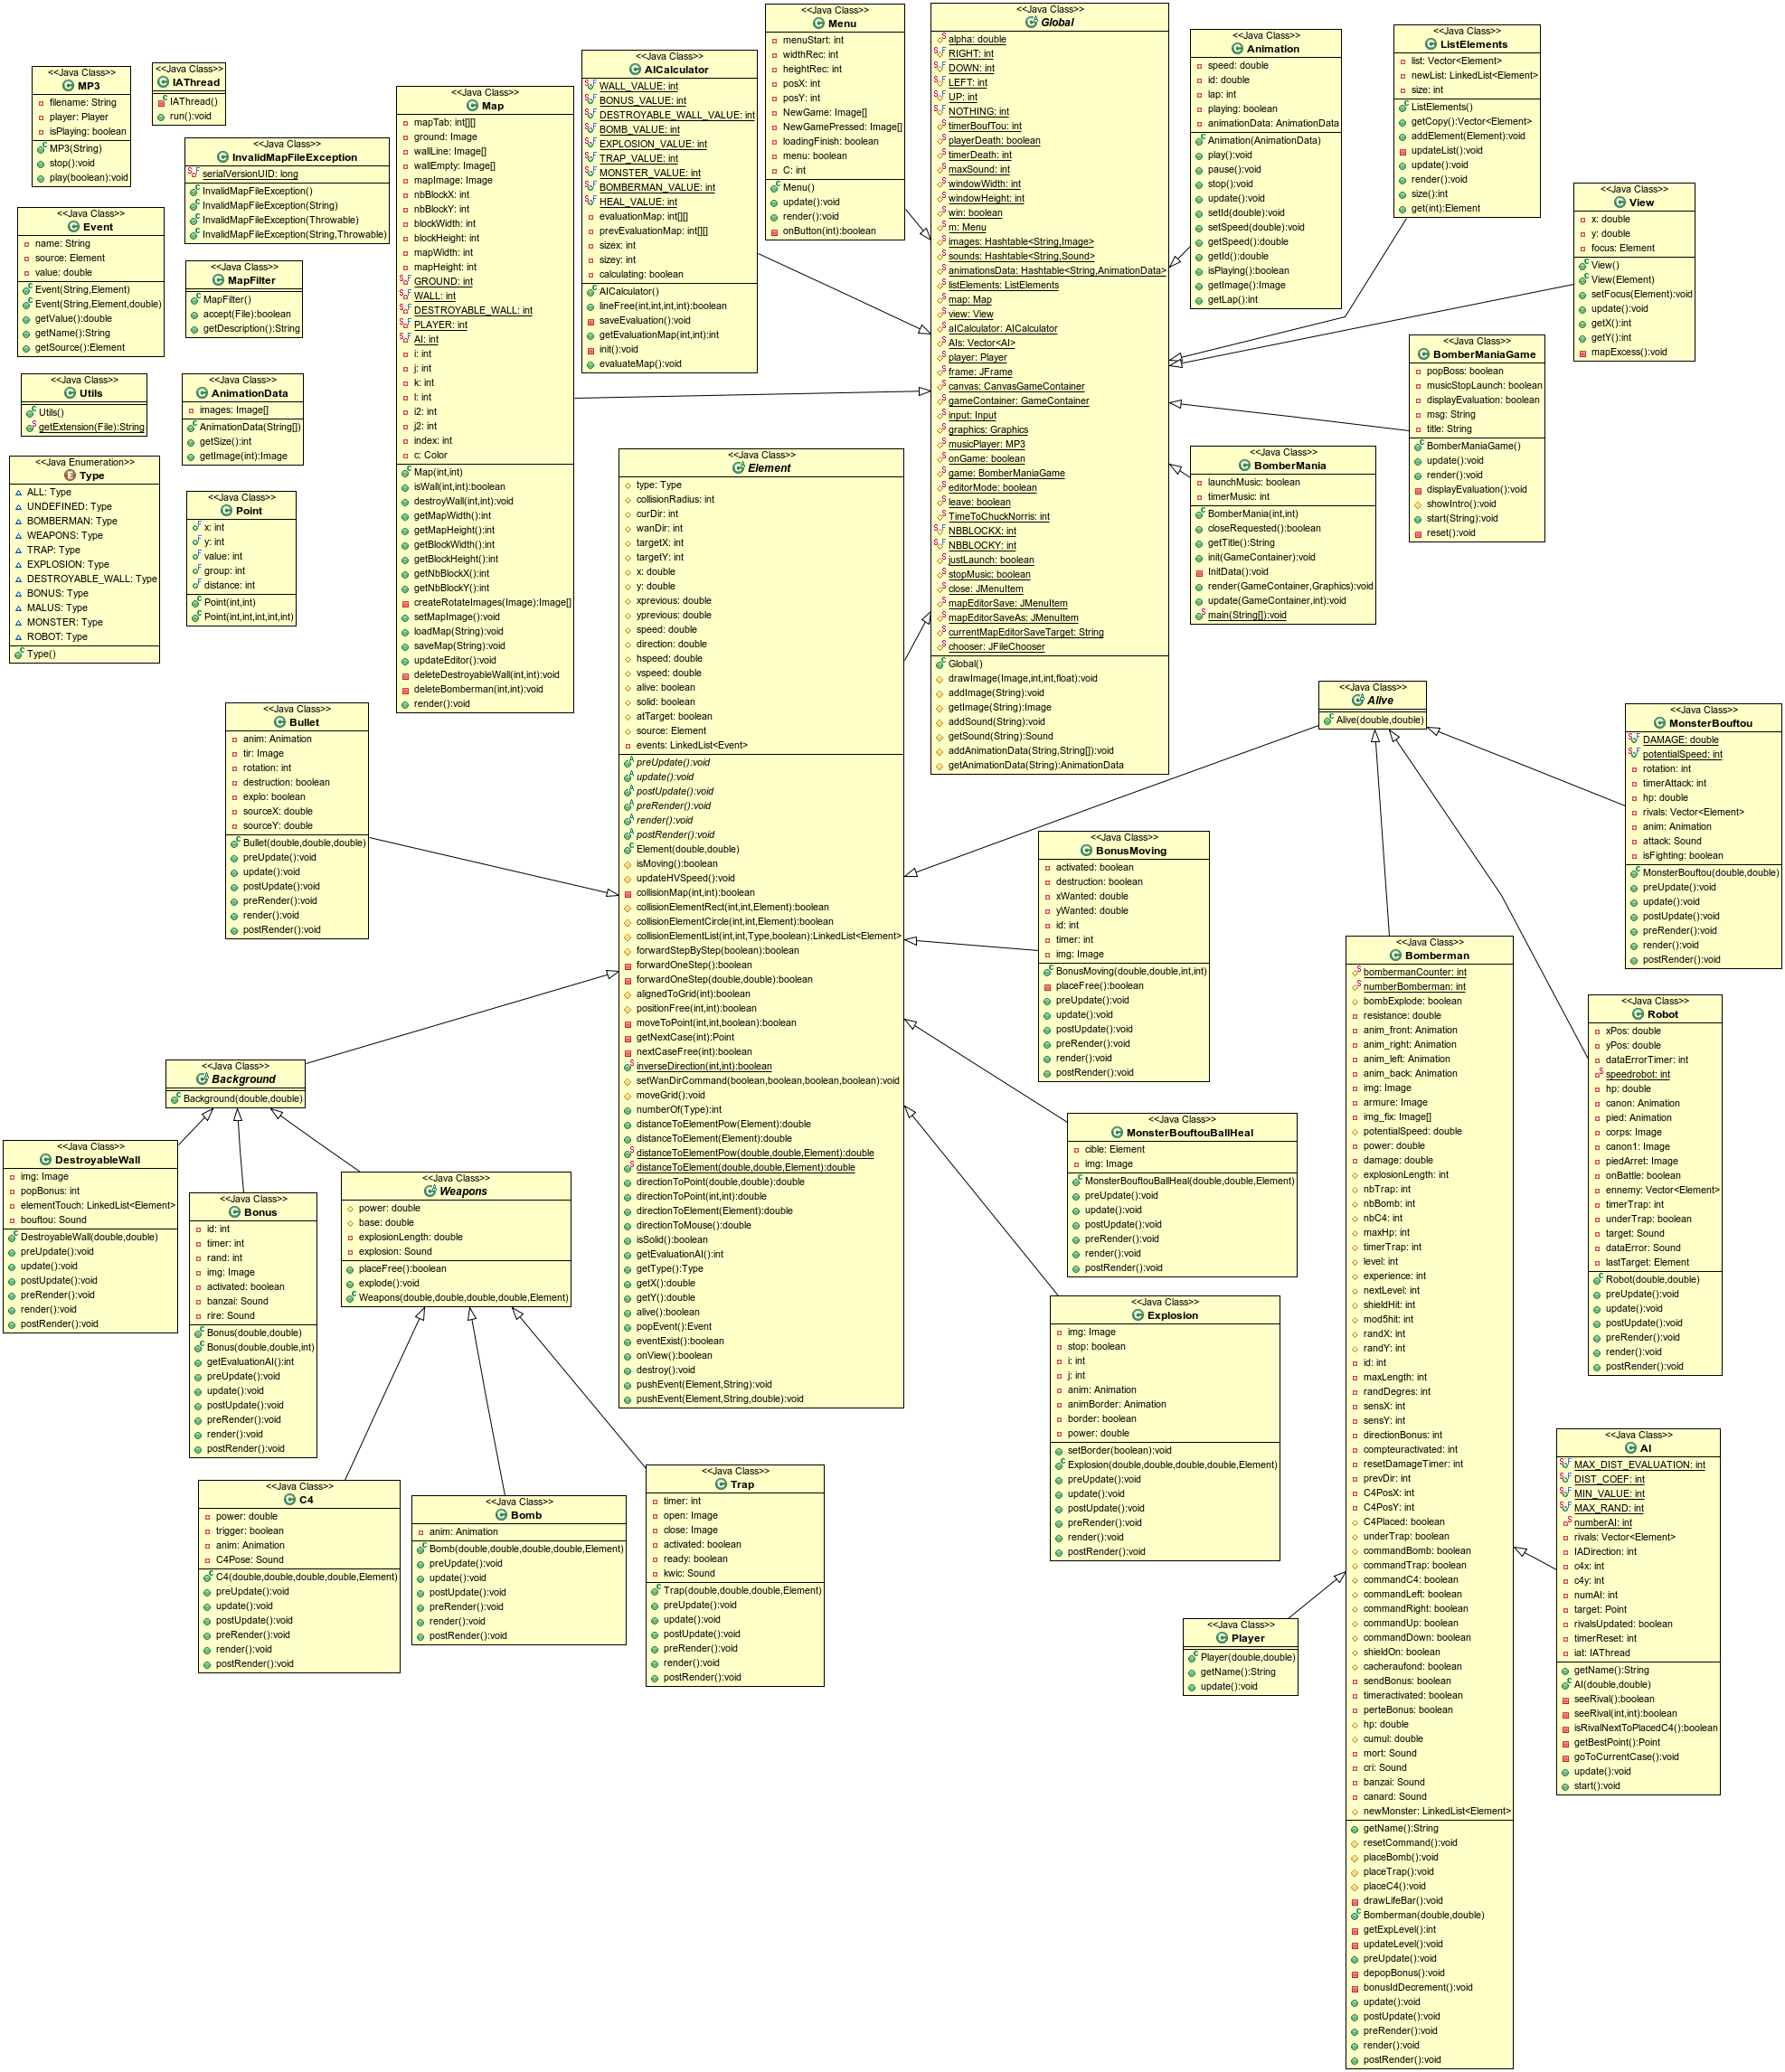 <<Java Class>>
MP3
filename: String
player: Player
isPlaying: boolean
MP3(String)
stop():void
play(boolean):void
<<Java Class>>
IAThread
IAThread()
run():void
<<Java Class>>
InvalidMapFileException
serialVersionUID: long
InvalidMapFileException()
InvalidMapFileException(String)
InvalidMapFileException(Throwable)
InvalidMapFileException(String,Throwable)
<<Java Class>>
Event
name: String
source: Element
value: double
Event(String,Element)
Event(String,Element,double)
getValue():double
getName():String
getSource():Element
<<Java Class>>
MapFilter
MapFilter()
accept(File):boolean
getDescription():String
<<Java Class>>
Utils
Utils()
getExtension(File):String
<<Java Class>>
AnimationData
images: Image[]
AnimationData(String[])
getSize():int
getImage(int):Image
<<Java Enumeration>>
Type
ALL: Type
UNDEFINED: Type
BOMBERMAN: Type
WEAPONS: Type
TRAP: Type
EXPLOSION: Type
DESTROYABLE_WALL: Type
BONUS: Type
MALUS: Type
MONSTER: Type
ROBOT: Type
Type()
<<Java Class>>
Point
x: int
y: int
value: int
group: int
distance: int
Point(int,int)
Point(int,int,int,int,int)
<<Java Class>>
Map
mapTab: int[][]
ground: Image
wallLine: Image[]
wallEmpty: Image[]
mapImage: Image
nbBlockX: int
nbBlockY: int
blockWidth: int
blockHeight: int
mapWidth: int
mapHeight: int
GROUND: int
WALL: int
DESTROYABLE_WALL: int
PLAYER: int
AI: int
i: int
j: int
k: int
l: int
i2: int
j2: int
index: int
c: Color
Map(int,int)
isWall(int,int):boolean
destroyWall(int,int):void
getMapWidth():int
getMapHeight():int
getBlockWidth():int
getBlockHeight():int
getNbBlockX():int
getNbBlockY():int
createRotateImages(Image):Image[]
setMapImage():void
loadMap(String):void
saveMap(String):void
updateEditor():void
deleteDestroyableWall(int,int):void
deleteBomberman(int,int):void
render():void
<<Java Class>>
AICalculator
WALL_VALUE: int
BONUS_VALUE: int
DESTROYABLE_WALL_VALUE: int
BOMB_VALUE: int
EXPLOSION_VALUE: int
TRAP_VALUE: int
MONSTER_VALUE: int
BOMBERMAN_VALUE: int
HEAL_VALUE: int
evaluationMap: int[][]
prevEvaluationMap: int[][]
sizex: int
sizey: int
calculating: boolean
AICalculator()
lineFree(int,int,int,int):boolean
saveEvaluation():void
getEvaluationMap(int,int):int
init():void
evaluateMap():void
<<Java Class>>
Menu
menuStart: int
widthRec: int
heightRec: int
posX: int
posY: int
NewGame: Image[]
NewGamePressed: Image[]
loadingFinish: boolean
menu: boolean
C: int
Menu()
update():void
render():void
onButton(int):boolean
<<Java Class>>
Global
alpha: double
RIGHT: int
DOWN: int
LEFT: int
UP: int
NOTHING: int
timerBoufTou: int
playerDeath: boolean
timerDeath: int
maxSound: int
windowWidth: int
windowHeight: int
win: boolean
m: Menu
images: Hashtable<String,Image>
sounds: Hashtable<String,Sound>
animationsData: Hashtable<String,AnimationData>
listElements: ListElements
map: Map
view: View
aICalculator: AICalculator
AIs: Vector<AI>
player: Player
frame: JFrame
canvas: CanvasGameContainer
gameContainer: GameContainer
input: Input
graphics: Graphics
musicPlayer: MP3
onGame: boolean
game: BomberManiaGame
editorMode: boolean
leave: boolean
TimeToChuckNorris: int
NBBLOCKX: int
NBBLOCKY: int
justLaunch: boolean
stopMusic: boolean
close: JMenuItem
mapEditorSave: JMenuItem
mapEditorSaveAs: JMenuItem
currentMapEditorSaveTarget: String
chooser: JFileChooser
Global()
drawImage(Image,int,int,float):void
addImage(String):void
getImage(String):Image
addSound(String):void
getSound(String):Sound
addAnimationData(String,String[]):void
getAnimationData(String):AnimationData
<<Java Class>>
Animation
speed: double
id: double
lap: int
playing: boolean
animationData: AnimationData
Animation(AnimationData)
play():void
pause():void
stop():void
update():void
setId(double):void
setSpeed(double):void
getSpeed():double
getId():double
isPlaying():boolean
getImage():Image
getLap():int
<<Java Class>>
ListElements
list: Vector<Element>
newList: LinkedList<Element>
size: int
ListElements()
getCopy():Vector<Element>
addElement(Element):void
updateList():void
update():void
render():void
size():int
get(int):Element
<<Java Class>>
View
x: double
y: double
focus: Element
View()
View(Element)
setFocus(Element):void
update():void
getX():int
getY():int
mapExcess():void
<<Java Class>>
BomberManiaGame
popBoss: boolean
musicStopLaunch: boolean
displayEvaluation: boolean
msg: String
title: String
BomberManiaGame()
update():void
render():void
displayEvaluation():void
showIntro():void
start(String):void
reset():void
<<Java Class>>
BomberMania
launchMusic: boolean
timerMusic: int
BomberMania(int,int)
closeRequested():boolean
getTitle():String
init(GameContainer):void
InitData():void
render(GameContainer,Graphics):void
update(GameContainer,int):void
main(String[]):void
<<Java Class>>
Element
type: Type
collisionRadius: int
curDir: int
wanDir: int
targetX: int
targetY: int
x: double
y: double
xprevious: double
yprevious: double
speed: double
direction: double
hspeed: double
vspeed: double
alive: boolean
solid: boolean
atTarget: boolean
source: Element
events: LinkedList<Event>
preUpdate():void
update():void
postUpdate():void
preRender():void
render():void
postRender():void
Element(double,double)
isMoving():boolean
updateHVSpeed():void
collisionMap(int,int):boolean
collisionElementRect(int,int,Element):boolean
collisionElementCircle(int,int,Element):boolean
collisionElementList(int,int,Type,boolean):LinkedList<Element>
forwardStepByStep(boolean):boolean
forwardOneStep():boolean
forwardOneStep(double,double):boolean
alignedToGrid(int):boolean
positionFree(int,int):boolean
moveToPoint(int,int,boolean):boolean
getNextCase(int):Point
nextCaseFree(int):boolean
inverseDirection(int,int):boolean
setWanDirCommand(boolean,boolean,boolean,boolean):void
moveGrid():void
numberOf(Type):int
distanceToElementPow(Element):double
distanceToElement(Element):double
distanceToElementPow(double,double,Element):double
distanceToElement(double,double,Element):double
directionToPoint(double,double):double
directionToPoint(int,int):double
directionToElement(Element):double
directionToMouse():double
isSolid():boolean
getEvaluationAI():int
getType():Type
getX():double
getY():double
alive():boolean
popEvent():Event
eventExist():boolean
onView():boolean
destroy():void
pushEvent(Element,String):void
pushEvent(Element,String,double):void
<<Java Class>>
Bullet
anim: Animation
tir: Image
rotation: int
destruction: boolean
explo: boolean
sourceX: double
sourceY: double
Bullet(double,double,double)
preUpdate():void
update():void
postUpdate():void
preRender():void
render():void
postRender():void
<<Java Class>>
Alive
Alive(double,double)
<<Java Class>>
MonsterBouftou
DAMAGE: double
potentialSpeed: int
rotation: int
timerAttack: int
hp: double
rivals: Vector<Element>
anim: Animation
attack: Sound
isFighting: boolean
MonsterBouftou(double,double)
preUpdate():void
update():void
postUpdate():void
preRender():void
render():void
postRender():void
<<Java Class>>
BonusMoving
activated: boolean
destruction: boolean
xWanted: double
yWanted: double
id: int
timer: int
img: Image
BonusMoving(double,double,int,int)
placeFree():boolean
preUpdate():void
update():void
postUpdate():void
preRender():void
render():void
postRender():void
<<Java Class>>
Background
Background(double,double)
<<Java Class>>
DestroyableWall
img: Image
popBonus: int
elementTouch: LinkedList<Element>
bouftou: Sound
DestroyableWall(double,double)
preUpdate():void
update():void
postUpdate():void
preRender():void
render():void
postRender():void
<<Java Class>>
Bonus
id: int
timer: int
rand: int
img: Image
activated: boolean
banzai: Sound
rire: Sound
Bonus(double,double)
Bonus(double,double,int)
getEvaluationAI():int
preUpdate():void
update():void
postUpdate():void
preRender():void
render():void
postRender():void
<<Java Class>>
Weapons
power: double
base: double
explosionLength: double
explosion: Sound
placeFree():boolean
explode():void
Weapons(double,double,double,double,Element)
<<Java Class>>
MonsterBouftouBallHeal
cible: Element
img: Image
MonsterBouftouBallHeal(double,double,Element)
preUpdate():void
update():void
postUpdate():void
preRender():void
render():void
postRender():void
<<Java Class>>
Explosion
img: Image
stop: boolean
i: int
j: int
anim: Animation
animBorder: Animation
border: boolean
power: double
setBorder(boolean):void
Explosion(double,double,double,double,Element)
preUpdate():void
update():void
postUpdate():void
preRender():void
render():void
postRender():void
<<Java Class>>
Bomberman
bombermanCounter: int
numberBomberman: int
bombExplode: boolean
resistance: double
anim_front: Animation
anim_right: Animation
anim_left: Animation
anim_back: Animation
img: Image
armure: Image
img_fix: Image[]
potentialSpeed: double
power: double
damage: double
explosionLength: int
nbTrap: int
nbBomb: int
nbC4: int
maxHp: int
timerTrap: int
level: int
experience: int
nextLevel: int
shieldHit: int
mod5hit: int
randX: int
randY: int
id: int
maxLength: int
randDegres: int
sensX: int
sensY: int
directionBonus: int
compteuractivated: int
resetDamageTimer: int
prevDir: int
C4PosX: int
C4PosY: int
C4Placed: boolean
underTrap: boolean
commandBomb: boolean
commandTrap: boolean
commandC4: boolean
commandLeft: boolean
commandRight: boolean
commandUp: boolean
commandDown: boolean
shieldOn: boolean
cacheraufond: boolean
sendBonus: boolean
timeractivated: boolean
perteBonus: boolean
hp: double
cumul: double
mort: Sound
cri: Sound
banzai: Sound
canard: Sound
newMonster: LinkedList<Element>
getName():String
resetCommand():void
placeBomb():void
placeTrap():void
placeC4():void
drawLifeBar():void
Bomberman(double,double)
getExpLevel():int
updateLevel():void
preUpdate():void
depopBonus():void
bonusIdDecrement():void
update():void
postUpdate():void
preRender():void
render():void
postRender():void
<<Java Class>>
Robot
xPos: double
yPos: double
dataErrorTimer: int
speedrobot: int
hp: double
canon: Animation
pied: Animation
corps: Image
canon1: Image
piedArret: Image
onBattle: boolean
ennemy: Vector<Element>
timerTrap: int
underTrap: boolean
target: Sound
dataError: Sound
lastTarget: Element
Robot(double,double)
preUpdate():void
update():void
postUpdate():void
preRender():void
render():void
postRender():void
<<Java Class>>
C4
power: double
trigger: boolean
anim: Animation
C4Pose: Sound
C4(double,double,double,double,Element)
preUpdate():void
update():void
postUpdate():void
preRender():void
render():void
postRender():void
<<Java Class>>
Bomb
anim: Animation
Bomb(double,double,double,double,Element)
preUpdate():void
update():void
postUpdate():void
preRender():void
render():void
postRender():void
<<Java Class>>
Trap
timer: int
open: Image
close: Image
activated: boolean
ready: boolean
kwic: Sound
Trap(double,double,double,Element)
preUpdate():void
update():void
postUpdate():void
preRender():void
render():void
postRender():void
<<Java Class>>
Player
Player(double,double)
getName():String
update():void
<<Java Class>>
AI
MAX_DIST_EVALUATION: int
DIST_COEF: int
MIN_VALUE: int
MAX_RAND: int
numberAI: int
rivals: Vector<Element>
IADirection: int
c4x: int
c4y: int
numAI: int
target: Point
rivalsUpdated: boolean
timerReset: int
iat: IAThread
getName():String
AI(double,double)
seeRival():boolean
seeRival(int,int):boolean
isRivalNextToPlacedC4():boolean
getBestPoint():Point
goToCurrentCase():void
update():void
start():void